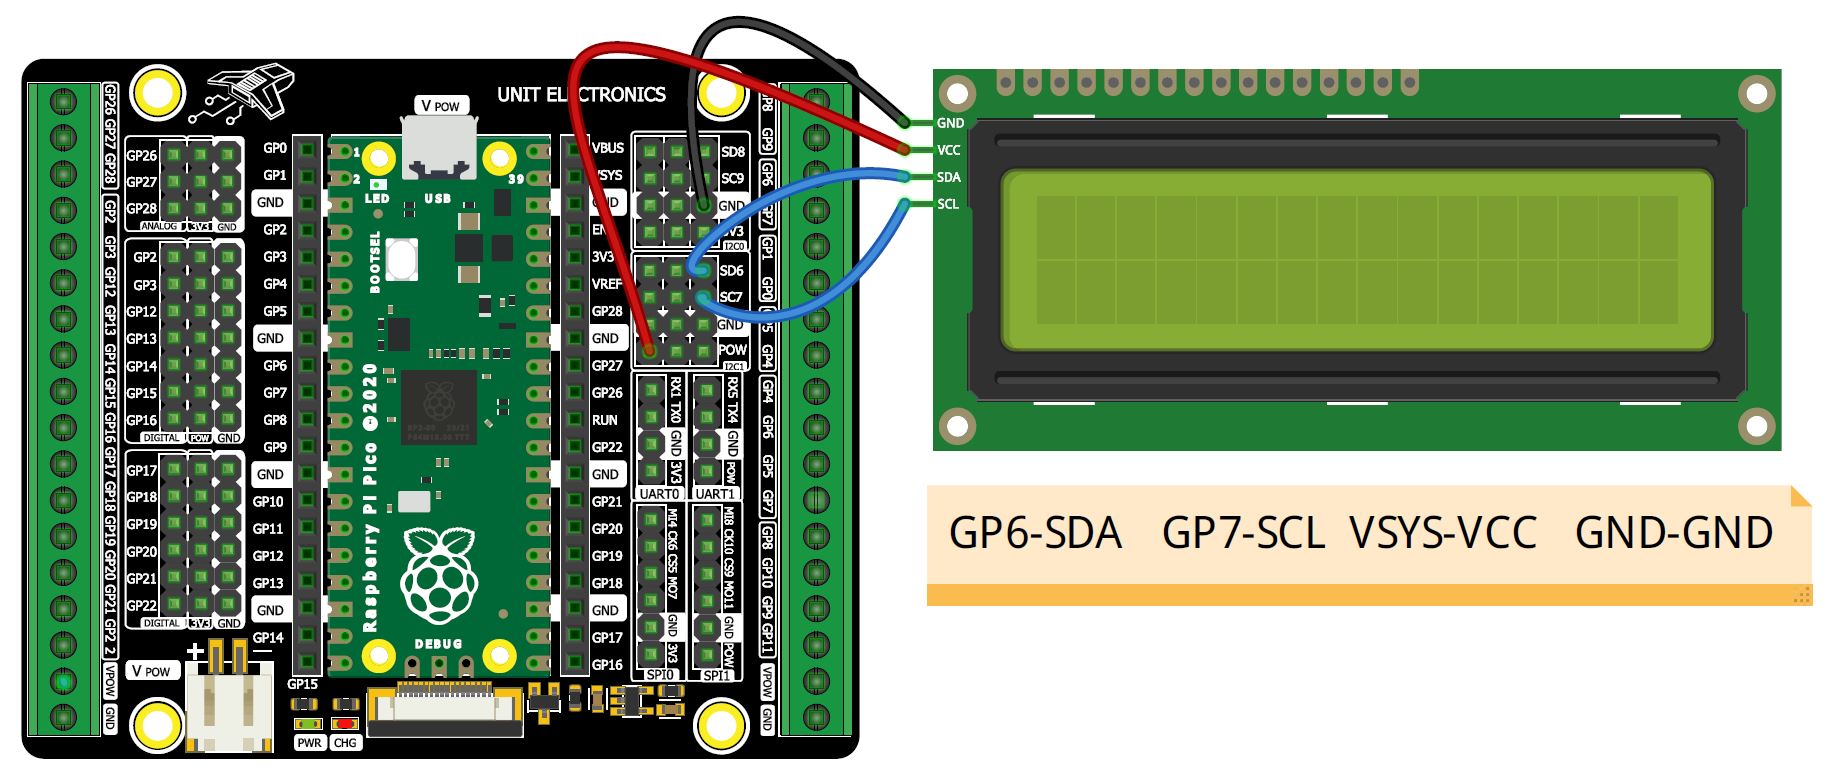 UNIT ELECTRONICS
V POW
GP26 GP27 GP28 GP2 GP3 GP12 GP13 GP14 GP15 GP16 GP17 GP18 GP19 GP20 GP21 GP2 2 VPOW GND
GP26
GP27
GP28
ANALOG 3V3 GND
GP2
GP3
GP12
GP13
GP14
GP15
GP16
DIGITAL POW GND
GP17
GP18
GP19
GP20
GP21
GP22
DIGITAL 3V3 GND
V POW
+ −
GP0
GP1
GND
GP2
GP3
GP4
GP5
GND
GP6
GP7
GP8
GP9
GND
GP10
GP11
GP12
GP13
GND
GP14
GP15
PWR CHG
1
2
39
LED USB
BOOTSEL
Raspberry Pi Pico ©2020
DEBUG
VBUS
VSYS
GND
EN
3V3
VREF
GP28
GND
GP27
GP26
RUN
GP22
GND
GP21
GP20
GP19
GP18
GND
GP17
GP16
SD8
SC9
GND
3V3
I2C0
SD6
SC7
GND
POW
I2C1
RX1 TX0 GND 3V3
UART0
RX5 TX4 GND POW
UART1
MI4 CK6 CS5 MO7 GND 3V3
SPI0
MI8 CK10 CS9 MO11 GND POW
SPI1
GP8 GP9 GP6 GP7 GP1 GP0 GP5 GP4 GP4 GP6 GP5 GP7 GP8 GP10 GP9 GP11 VPOW GND
GND
VCC
SDA
SCL
GP6-SDA GP7-SCL VSYS-VCC GND-GND